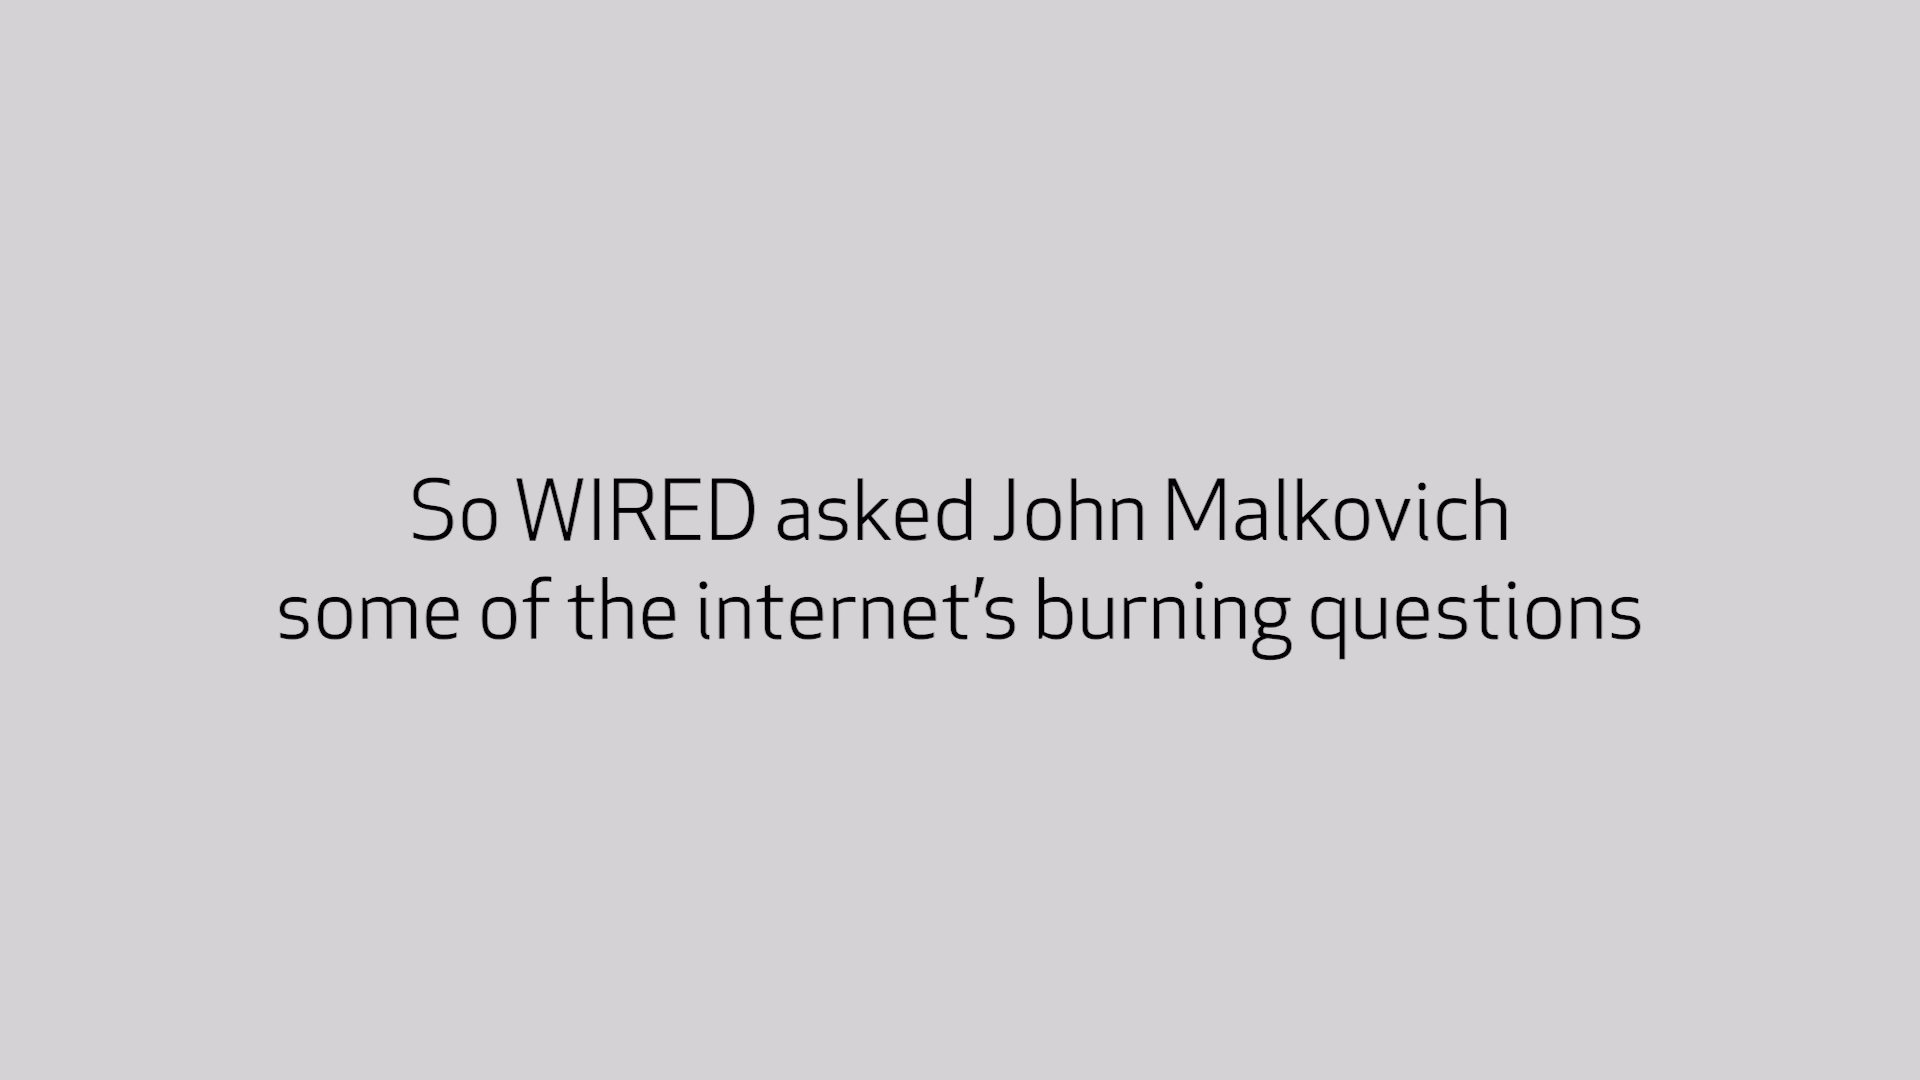 So WIRED asked John Malkovich
some of the internet’s burning questions